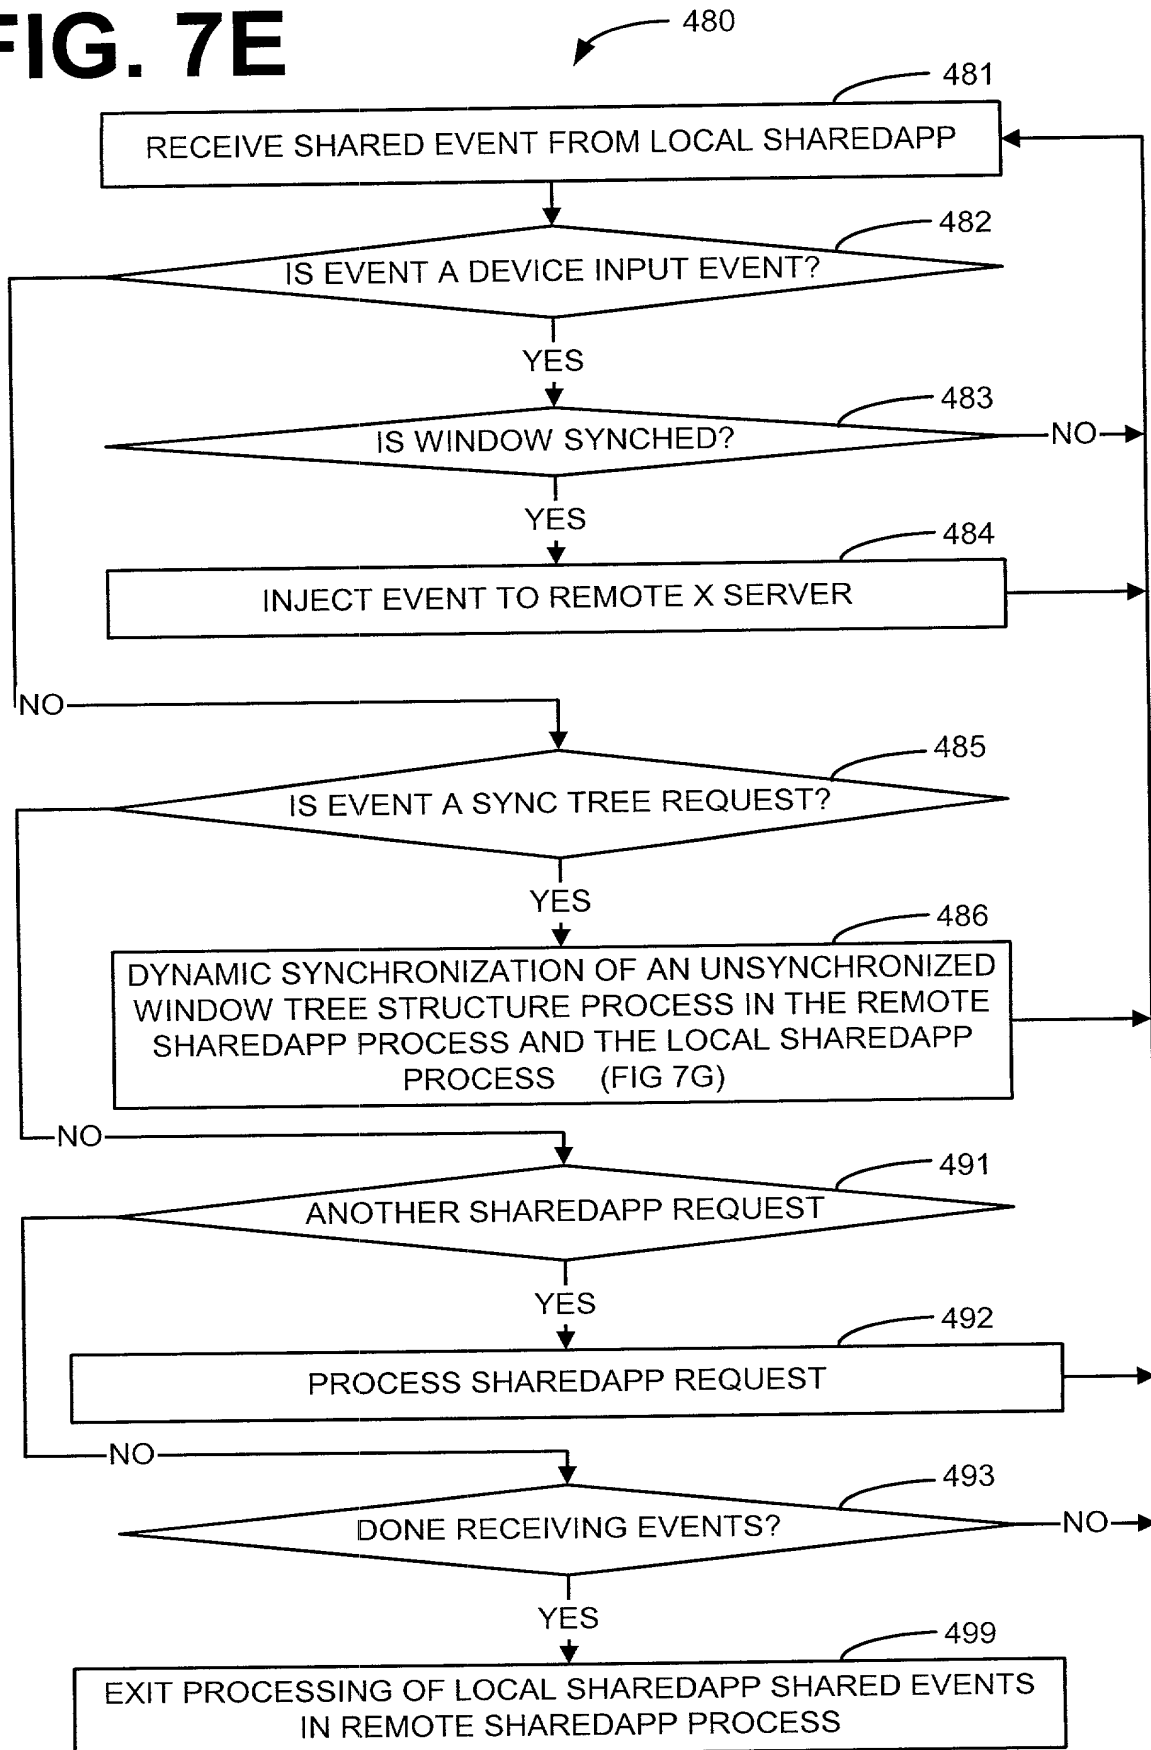 FIG. 7E
480
481
RECEIVE SHARED EVENT FROM LOCAL SHAREDAPP
482
IS EVENT A DEVICE INPUT EVENT?
YES
483
IS WINDOW SYNCHED?
NO
YES
484
INJECT EVENT TO REMOTE X SERVER
NO
485
IS EVENT A SYNC TREE REQUEST?
YES
486
DYNAMIC SYNCHRONIZATION OF AN UNSYNCHRONIZED
WINDOW TREE STRUCTURE PROCESS IN THE REMOTE
SHAREDAPP PROCESS AND THE LOCAL SHAREDAPP
PROCESS (FIG 7G)
NO
491
ANOTHER SHAREDAPP REQUEST
YES
492
PROCESS SHAREDAPP REQUEST
NO
493
DONE RECEIVING EVENTS?
NO
YES
499
EXIT PROCESSING OF LOCAL SHAREDAPP SHARED EVENTS
IN REMOTE SHAREDAPP PROCESS